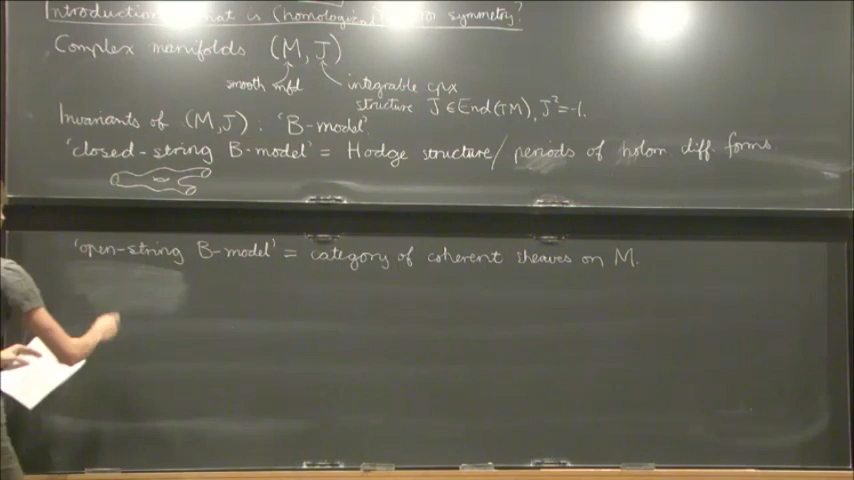 Introduction: What is (homological) mirror symmetry?
Complex manifolds (M, J)
smooth mfd integrable cpx
structure J ∈ End(TM), J²=-1.
Invariants of (M, J) : 'B-model'.
'closed-string B-model' = Hodge structure/periods of holom diff. forms.
'open-string B-model' = category of coherent sheaves on M.